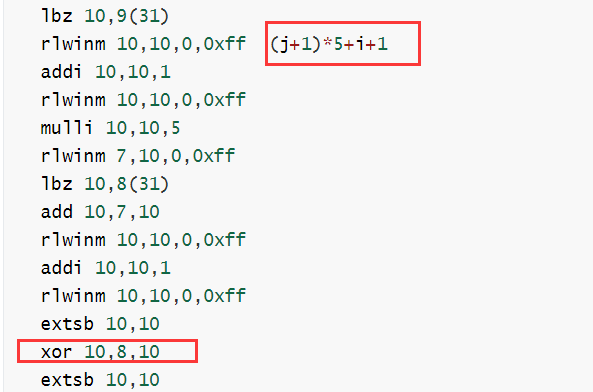 lbz 10,9(31)
rlwinm 10,10,0,0xff (j+1)*5+i+1
addi 10,10,1
rlwinm 10,10,0,0xff
mulli 10,10,5
rlwinm 7,10,0,0xff
lbz 10,8(31)
add 10,7,10
rlwinm 10,10,0,0xff
addi 10,10,1
rlwinm 10,10,0,0xff
extsb 10,10
xor 10,8,10
extsb 10,10